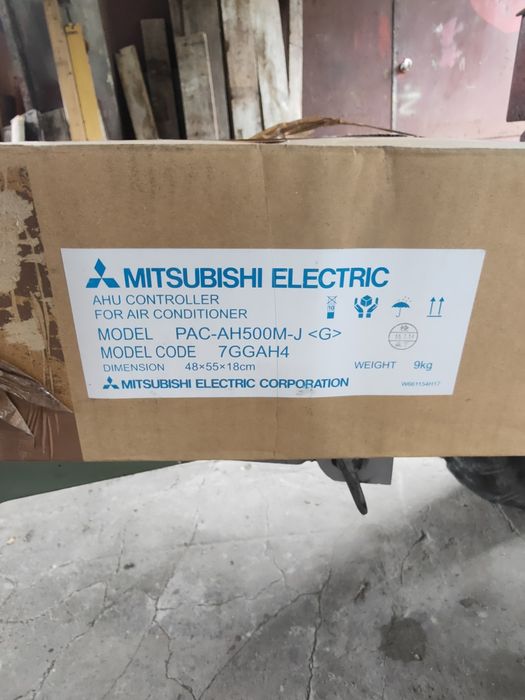 MITSUBISHI ELECTRIC
AHU CONTROLLER
FOR AIR CONDITIONER
MODEL PAC-AH500M-J <G>
MODEL CODE 7GGAH4
DIMENSION 48×55×18cm
WEIGHT 9kg
MITSUBISHI ELECTRIC CORPORATION
W661154H17